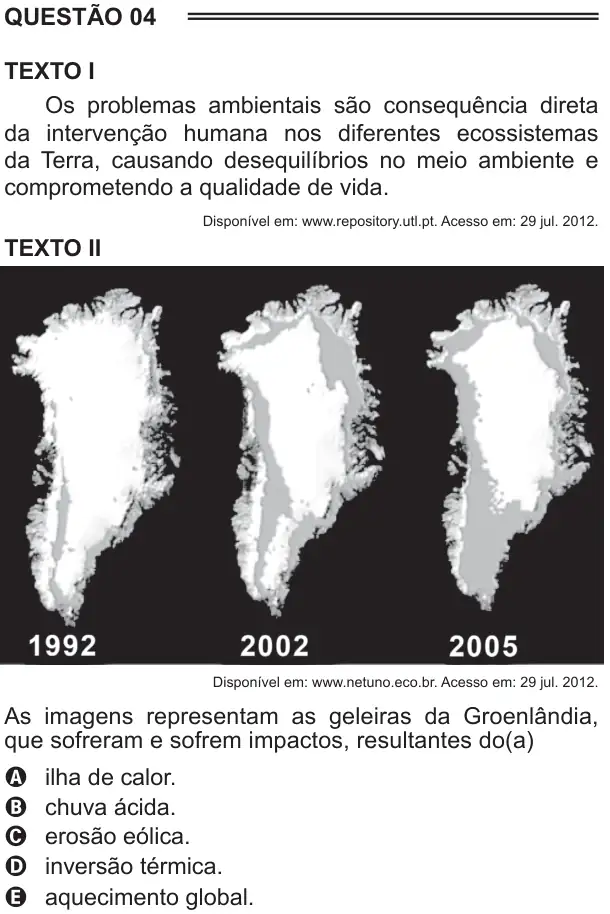 QUESTÃO 04
TEXTO I
Os problemas ambientais são consequência direta
da intervenção humana nos diferentes ecossistemas
da Terra, causando desequilíbrios no meio ambiente e
comprometendo a qualidade de vida.
Disponível em: www.repository.utl.pt. Acesso em: 29 jul. 2012.
TEXTO II
1992 2002 2005
Disponível em: www.netuno.eco.br. Acesso em: 29 jul. 2012.
As imagens representam as geleiras da Groenlândia,
que sofreram e sofrem impactos, resultantes do(a)
A ilha de calor.
B chuva ácida.
C erosão eólica.
D inversão térmica.
E aquecimento global.